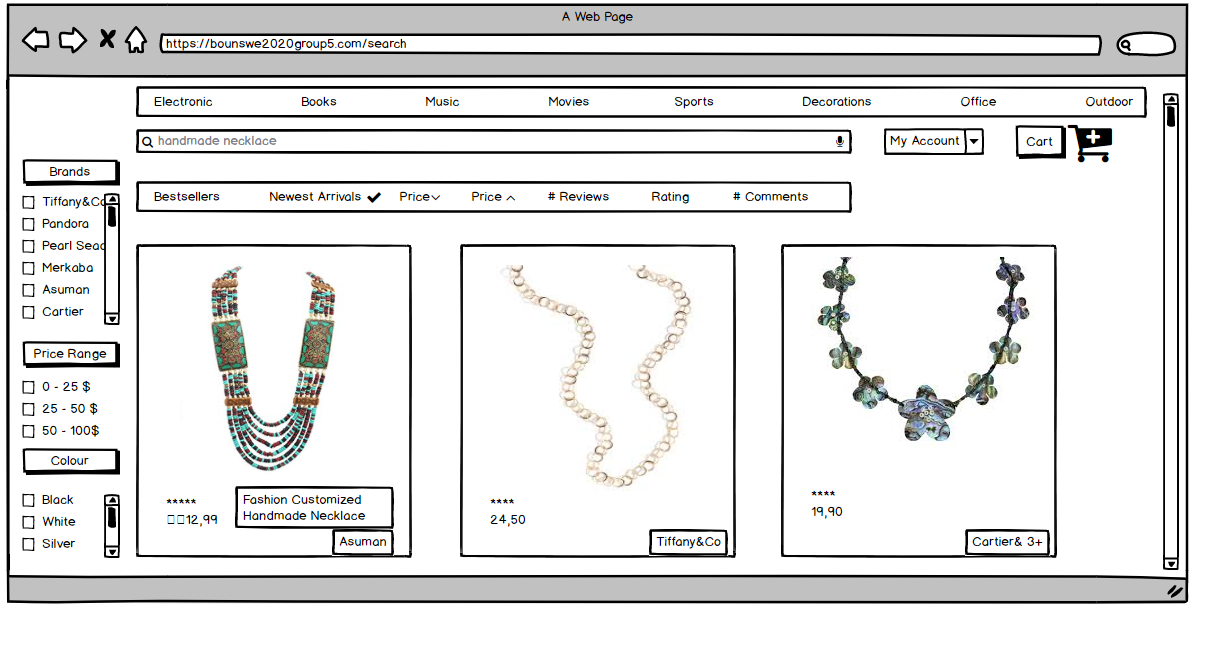 A Web Page
https://bounswe2020group5.com/search
Electronic Books Music Movies Sports Decorations Office Outdoor
handmade necklace
My Account
Cart
Brands
Tiffany&Co
Pandora
Pearl Seac
Merkaba
Asuman
Cartier
Price Range
0 - 25 $
25 - 50 $
50 - 100$
Colour
Black
White
Silver
Bestsellers Newest Arrivals Price Price # Reviews Rating # Comments
*****
□□12,99
Fashion Customized
Handmade Necklace
Asuman
****
24,50
Tiffany&Co
****
19,90
Cartier& 3+